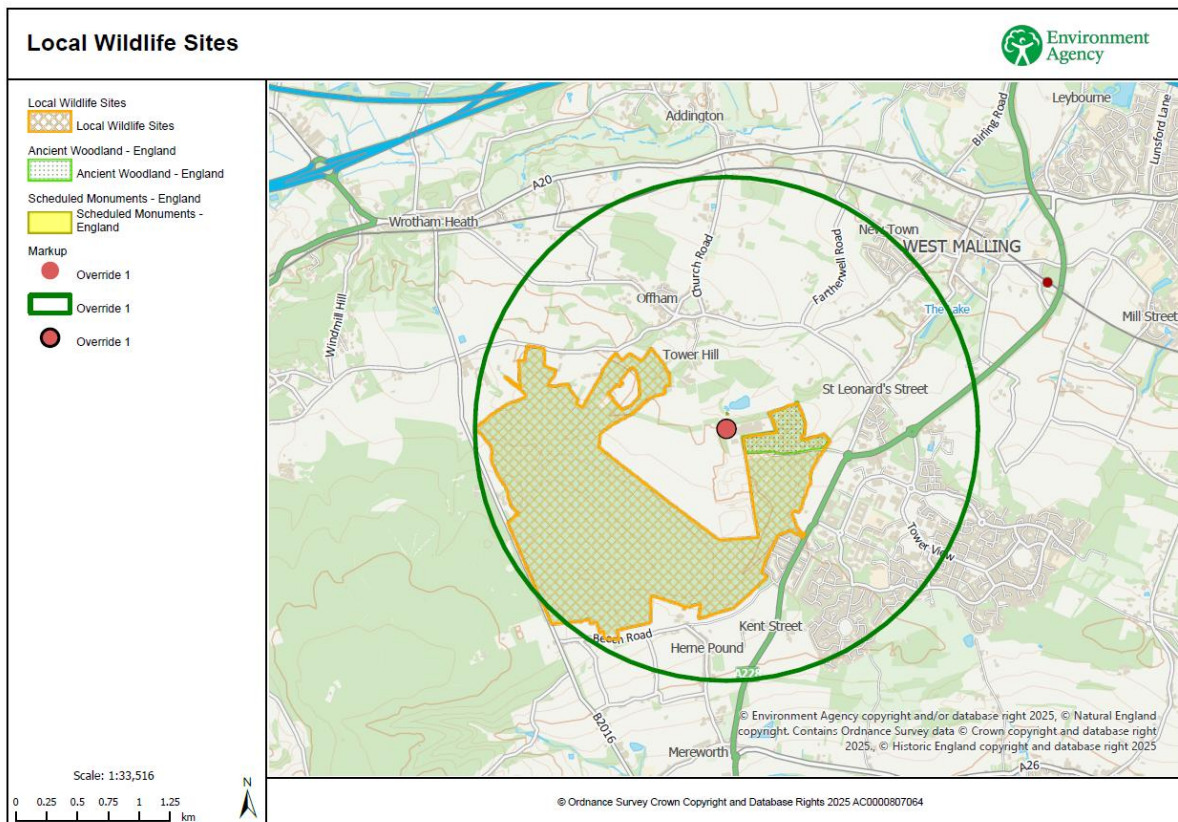 Local Wildlife Sites
Environment
Agency
Local Wildlife Sites
Local Wildlife Sites
Ancient Woodland - England
Ancient Woodland - England
Scheduled Monuments - England
Scheduled Monuments -
England
Markup
Override 1
Override 1
Override 1
Scale: 1:33,516
0 0.25 0.5 0.75 1 1.25
km
N
Addington
Birling Road
Leybourne
Lunsford Lane
A20
Wrotham Heath
Church Road
Fartherwell Road
New Town
WEST MALLING
Offham
The Lake
Mill Street
Windmill Hill
Tower Hill
St Leonard's Street
Tower View
Kent Street
Beech Road
Herne Pound
A228
B2016
Mereworth
A26
© Environment Agency copyright and/or database right 2025, © Natural England
copyright. Contains Ordnance Survey data © Crown copyright and database right
2025., © Historic England copyright and database right 2025
© Ordnance Survey Crown Copyright and Database Rights 2025 AC0000807064